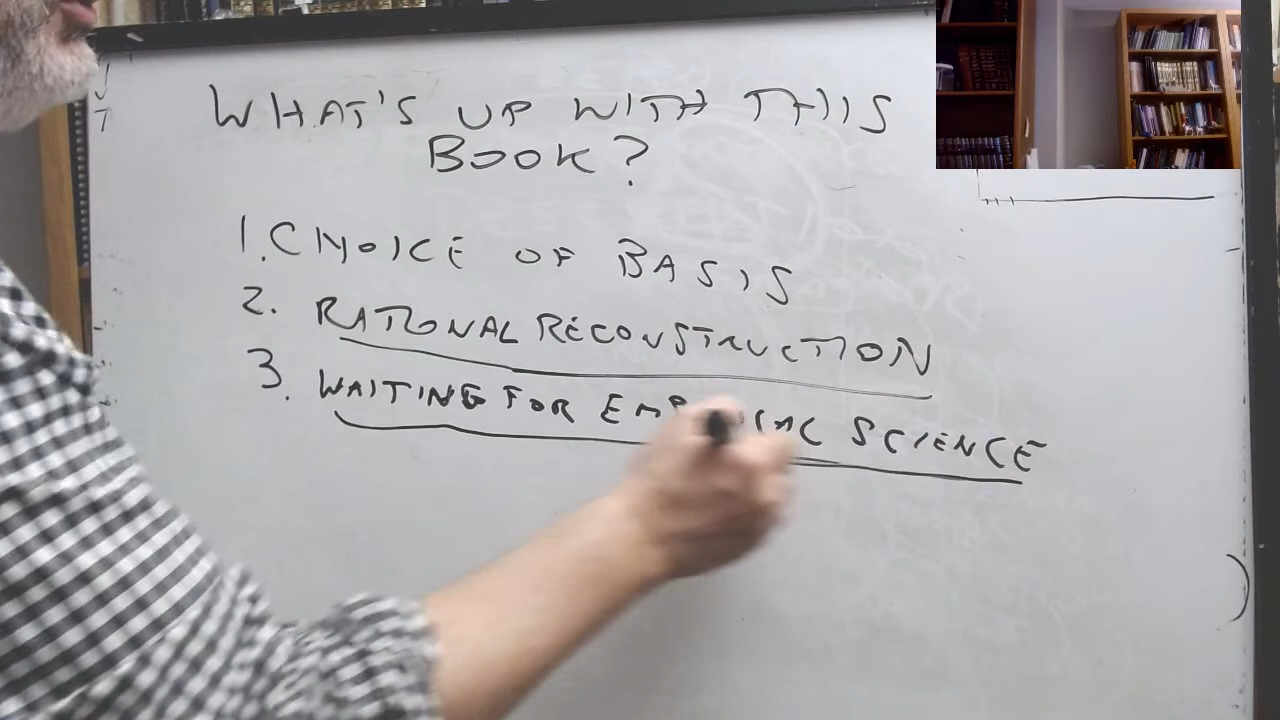 WHAT'S UP WITH THIS
BOOK?
1. CHOICE OF BASIS
2. RATIONAL RECONSTRUCTION
3. WAITING FOR SCIENCE